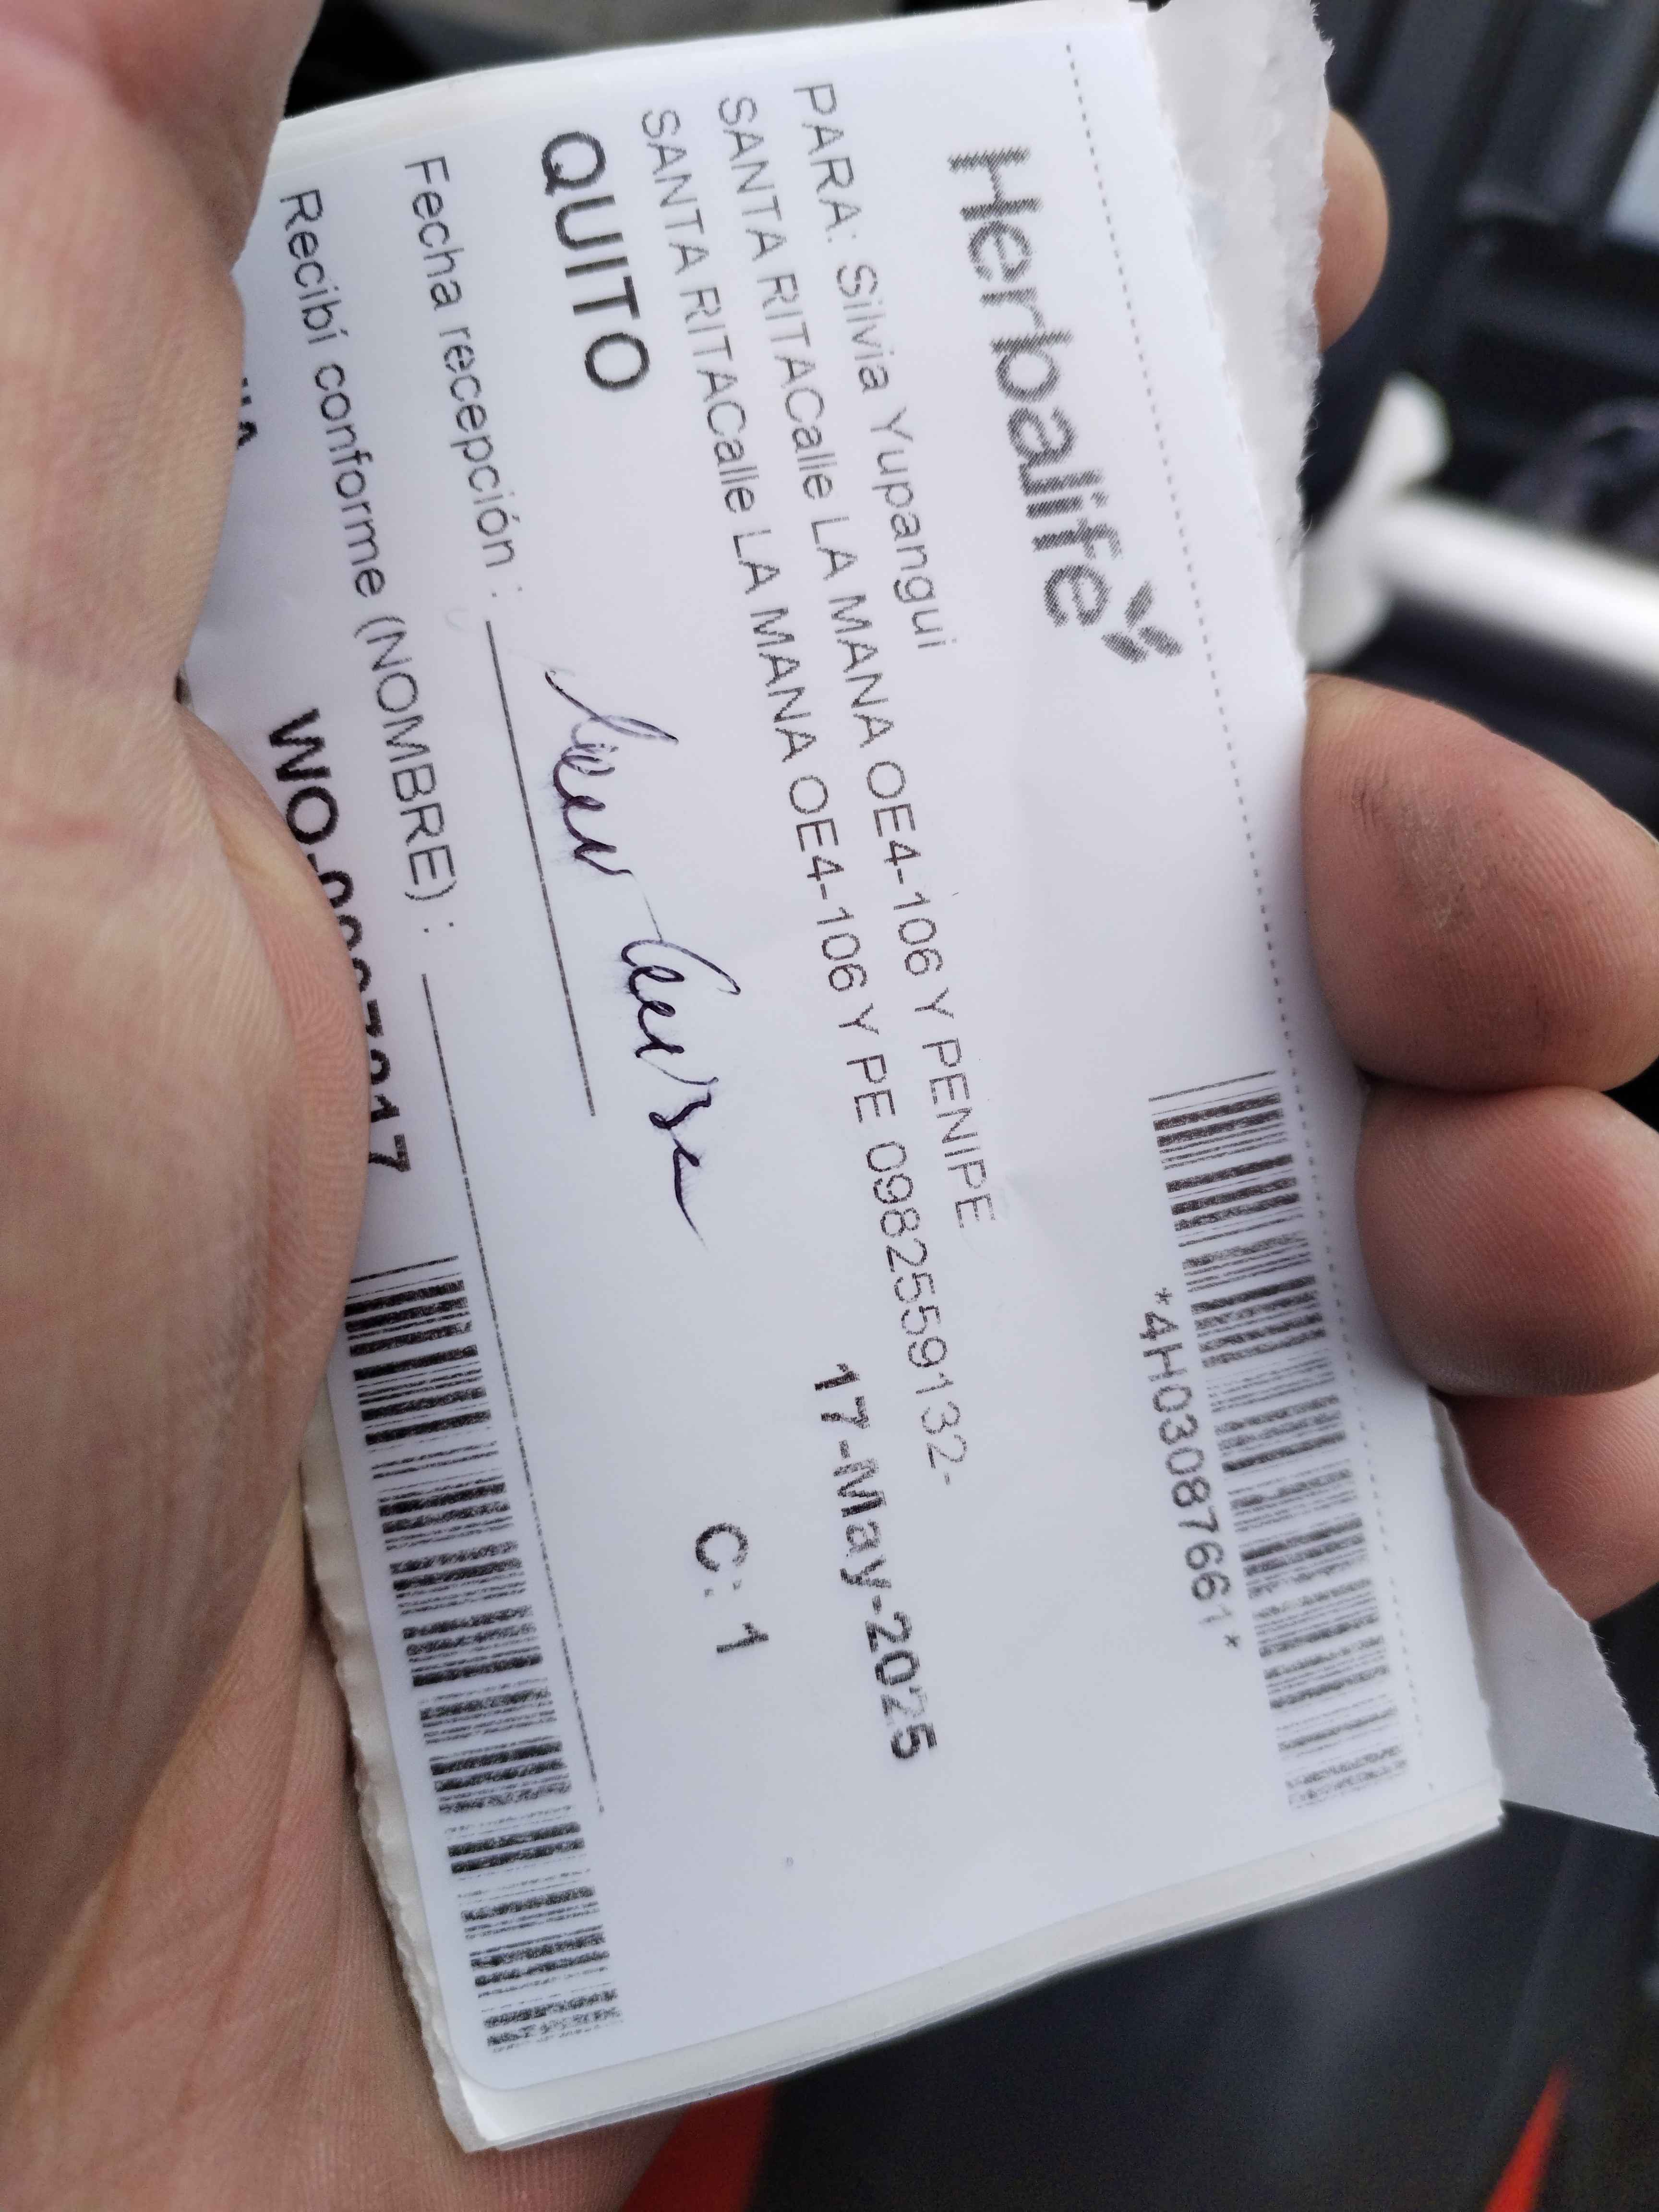 Herbalife
*4H03087661*
PARA: Silvia Yupangui
SANTA RITACalle LA MANA OE4-106 Y PENIPE
SANTA RITACalle LA MANA OE4-106 Y PE 0982559132-
17-May-2025
QUITO
C: 1
Fecha recepción :
Recibí conforme (NOMBRE) :